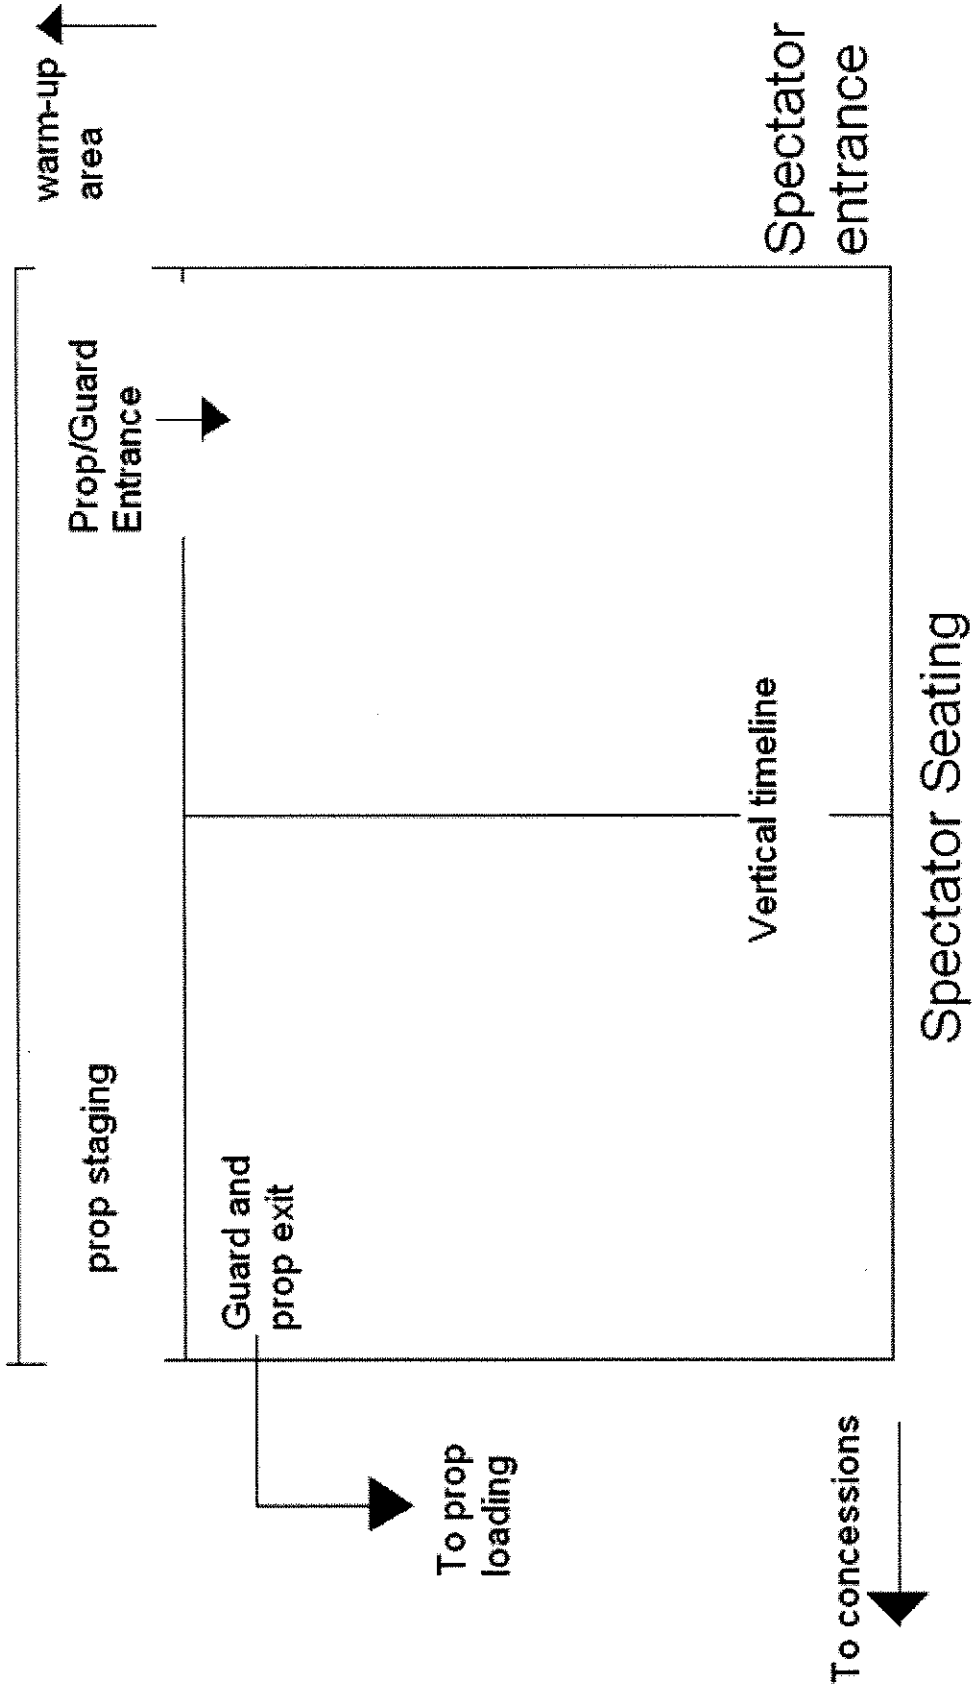 warm-up
area
Prop/Guard
Entrance
prop staging
Guard and
prop exit
To prop
loading
Vertical timeline
Spectator
entrance
To concessions
Spectator Seating